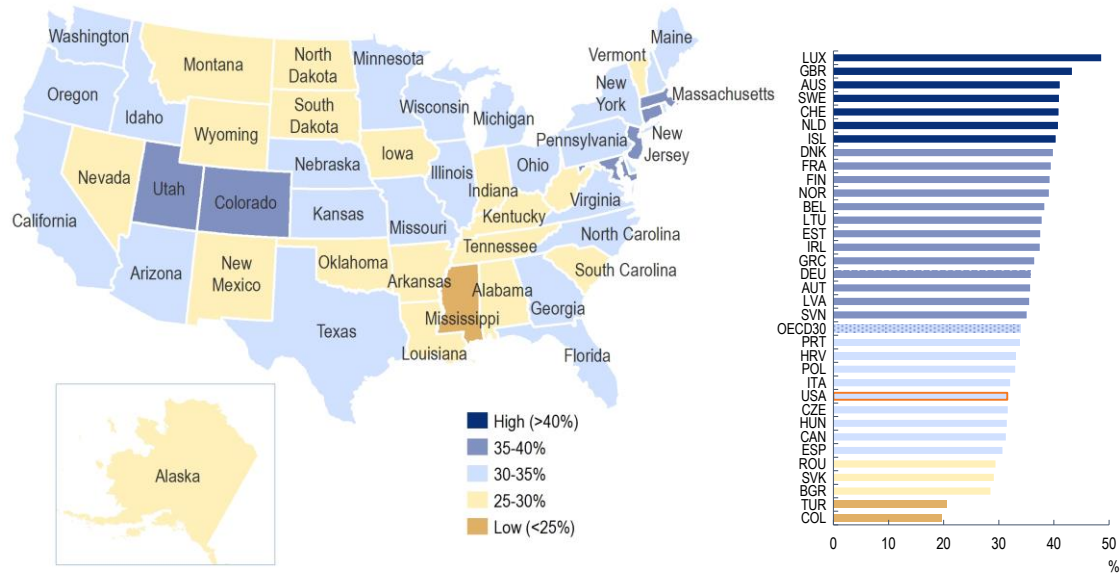 Washington
Montana
North
Dakota
Minnesota
Vermont
Maine
Oregon
Idaho
Wyoming
South
Dakota
Wisconsin
Michigan
New
York
Massachusetts
Nevada
Utah
Colorado
Nebraska
Iowa
Illinois
Indiana
Ohio
Pennsylvania
New
Jersey
California
Kansas
Missouri
Kentucky
Virginia
Arizona
New
Mexico
Oklahoma
Arkansas
Tennessee
North Carolina
South Carolina
Texas
Louisiana
Mississippi
Alabama
Georgia
Florida
Alaska
High (>40%)
35-40%
30-35%
25-30%
Low (<25%)
LUX
GBR
AUS
SWE
CHE
NLD
ISL
DNK
FRA
FIN
NOR
BEL
LTU
EST
IRL
GRC
DEU
AUT
LVA
SVN
OECD30
PRT
HRV
POL
ITA
USA
CZE
HUN
CAN
ESP
ROU
SVK
BGR
TUR
COL
0 10 20 30 40 50
%